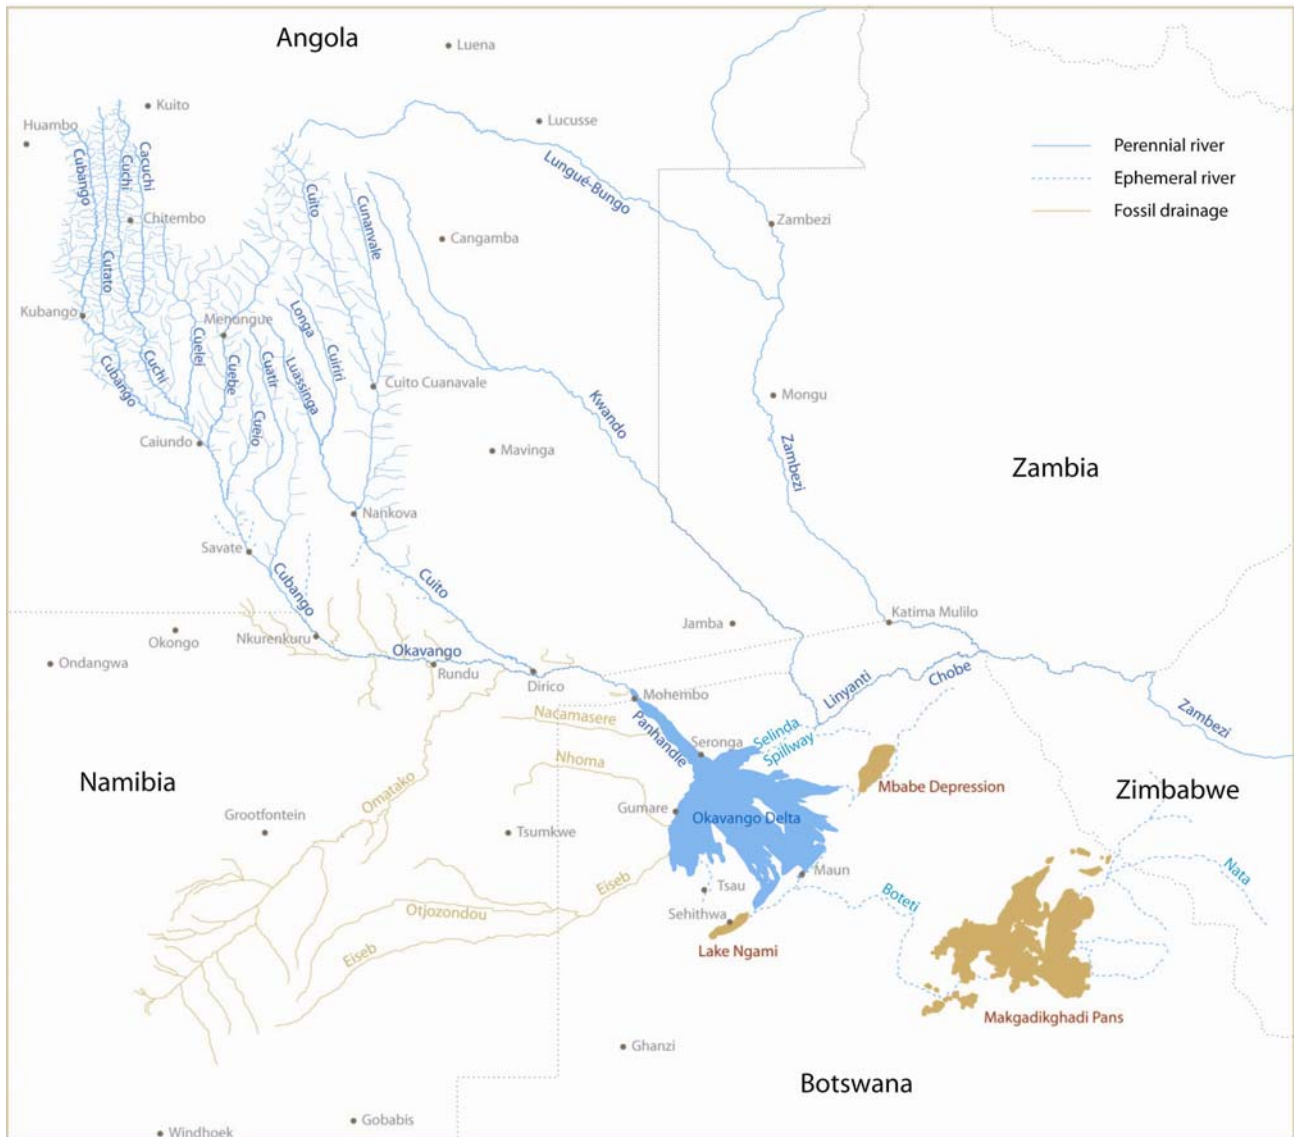 Angola
Luena
Kuito
Huambo
Lucusse
Perennial river
Ephemeral river
Fossil drainage
Cubango
Cuchi
Cacuchi
Lungué-Bungo
Cuito
Cunanvale
Chitembo
Zambezi
Cangamba
Cutato
Kubango
Menongue
Longa
Cuelei
Cuiriri
Cubango
Cuchi
Cuebe
Cuatir
Luassinga
Cuito Cuanavale
Kwando
Mongu
Cueio
Caiundo
Mavinga
Zambezi
Zambia
Nankova
Savate
Cubango
Cuito
Katima Mulilo
Jamba
Okongo
Nkurenkuru
Okavango
Ondangwa
Rundu
Dirico
Mohembo
Linyanti
Chobe
Nacamasere
Panhandle
Selinda
Spillway
Seronga
Zambezi
Nhoma
Namibia
Omatako
Mbabe Depression
Zimbabwe
Grootfontein
Gumare
Okavango Delta
Tsumkwe
Maun
Nata
Eiseb
Tsau
Boteti
Otjozondou
Sehithwa
Eiseb
Lake Ngami
Makgadikghadi Pans
Ghanzi
Botswana
Gobabis
Windhoek